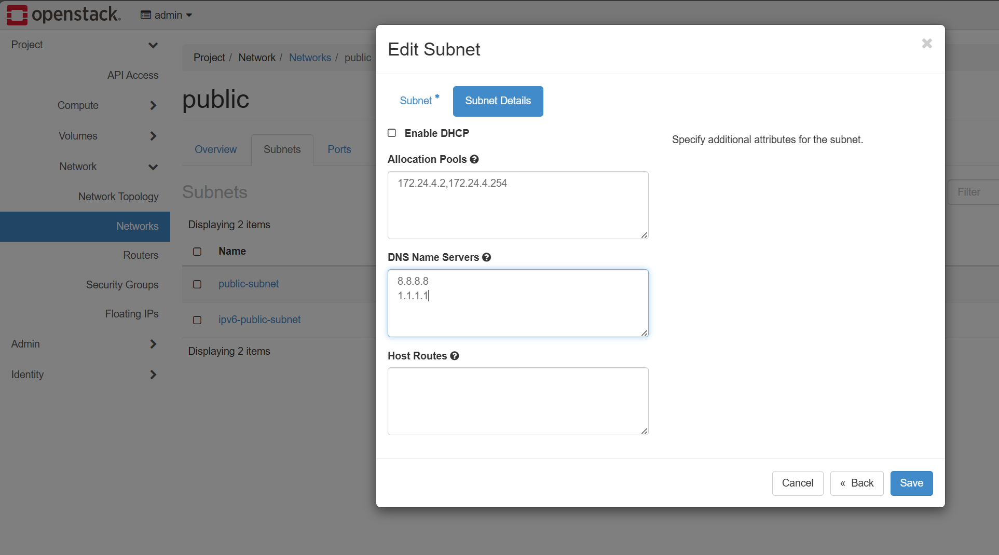 openstack.
admin
Project
API Access
Compute
Volumes
Network
Network Topology
Networks
Routers
Security Groups
Floating IPs
Admin
Identity
Project / Network / Networks / public
public
Overview
Subnets
Ports
Subnets
Filter
Displaying 2 items
Name
public-subnet
ipv6-public-subnet
Displaying 2 items
Edit Subnet
Subnet *
Subnet Details
Enable DHCP
Specify additional attributes for the subnet.
Allocation Pools
172.24.4.2,172.24.4.254
DNS Name Servers
8.8.8.8
1.1.1.1
Host Routes
Cancel
« Back
Save